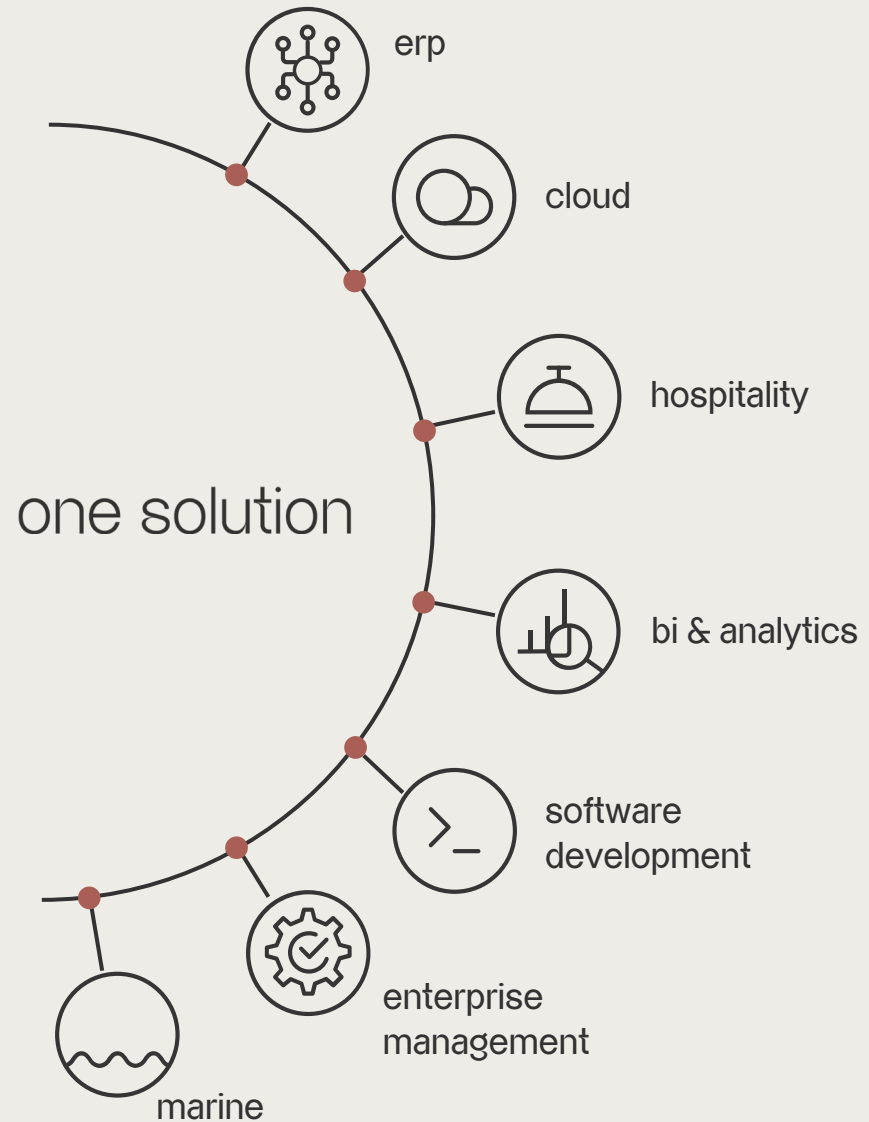 erp
cloud
hospitality
one solution
bi & analytics
software
development
enterprise
management
marine